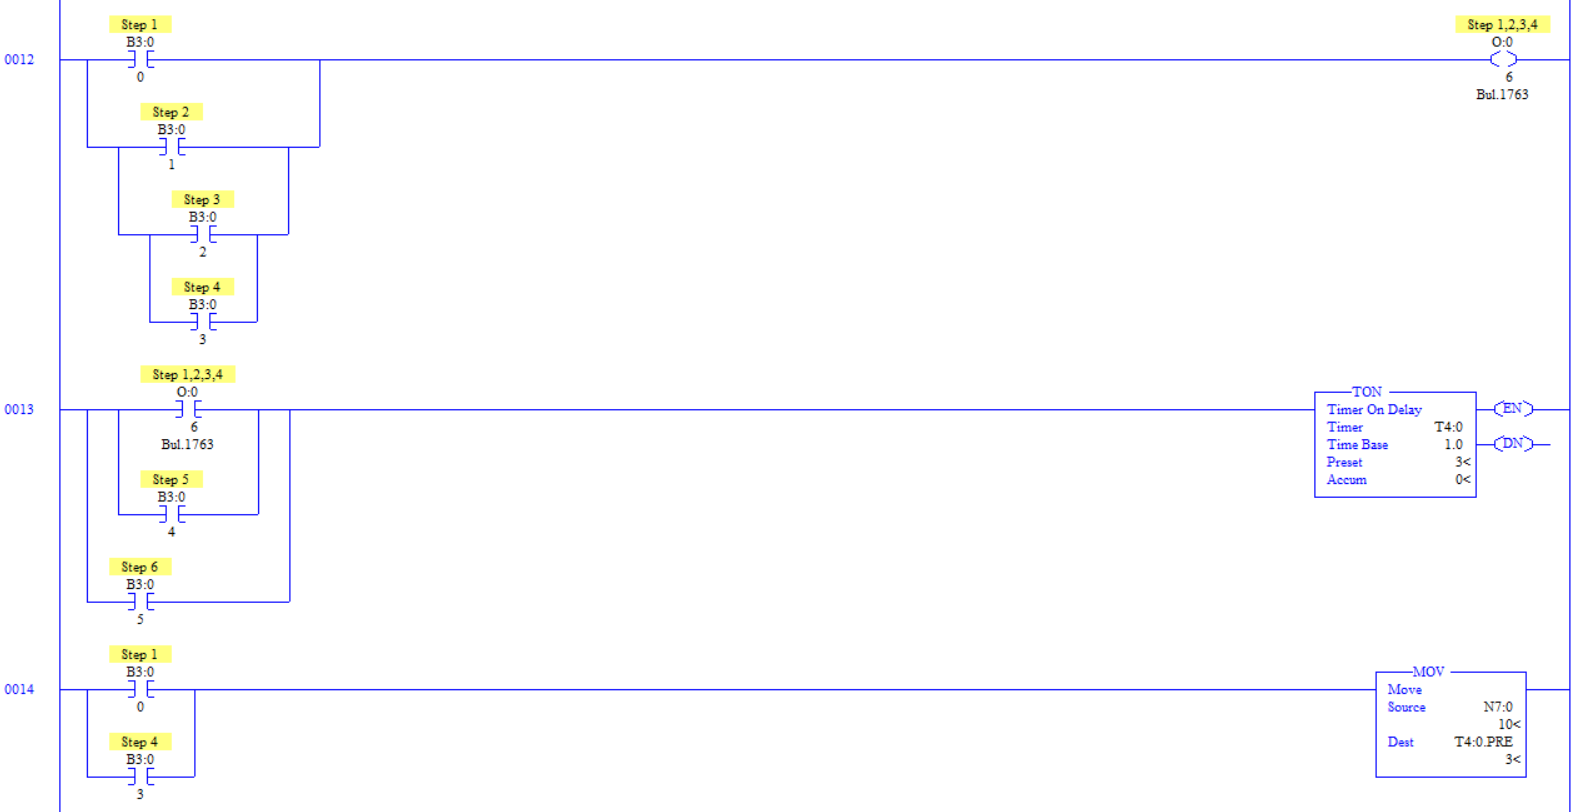 Step 1
B3:0
0012
0
Step 1,2,3,4
O:0
6
Bul.1763
Step 2
B3:0
1
Step 3
B3:0
2
Step 4
B3:0
3
Step 1,2,3,4
O:0
0013
6
Bul.1763
Step 5
B3:0
4
Step 6
B3:0
5
TON
Timer On Delay
Timer T4:0
Time Base 1.0
Preset 3<
Accum 0<
EN
DN
Step 1
B3:0
0014
0
Step 4
B3:0
3
MOV
Move
Source N7:0
10<
Dest T4:0.PRE
3<